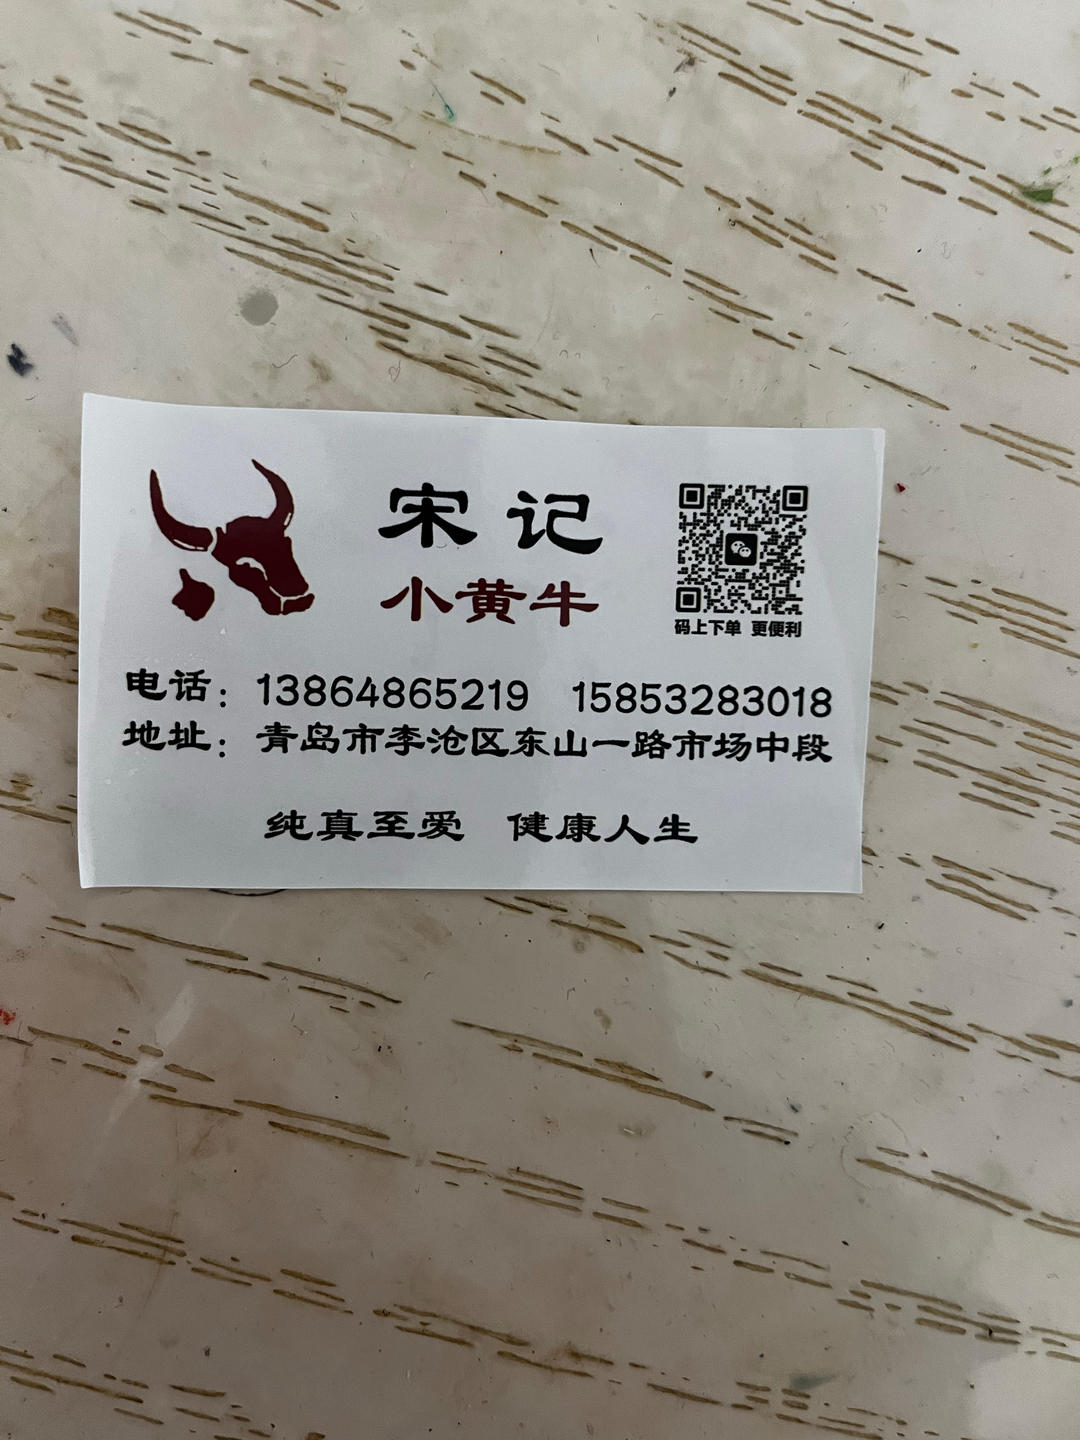 宋记
小黄牛
码上下单 更便利
电话：13864865219 15853283018
地址：青岛市李沧区东山一路市场中段
纯真至爱 健康人生